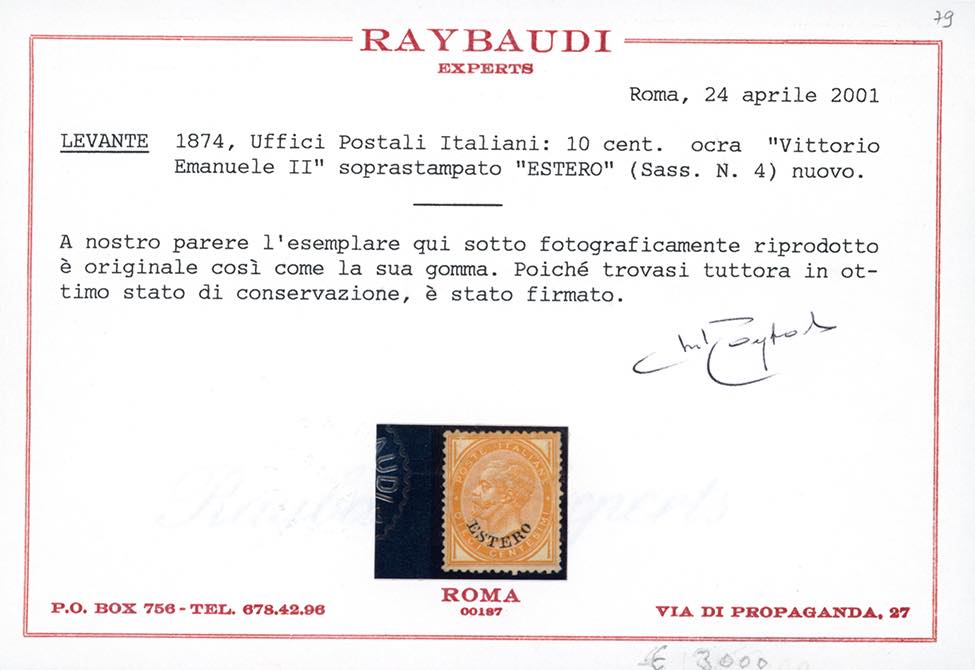 79
RAYBAUDI
EXPERTS
Roma, 24 aprile 2001
LEVANTE 1874, Uffici Postali Italiani: 10 cent. ocra "Vittorio
Emanuele II" soprastampato "ESTERO" (Sass. N. 4) nuovo.
A nostro parere l'esemplare qui sotto fotograficamente riprodotto
è originale così come la sua gomma. Poiché trovasi tuttora in ot-
timo stato di conservazione, è stato firmato.
POSTE ITALIANE
ESTERO
DIECI CENTESIMI
ROMA
00187
P.O. BOX 756 - TEL. 678.42.96
VIA DI PROPAGANDA, 27
€ 3000